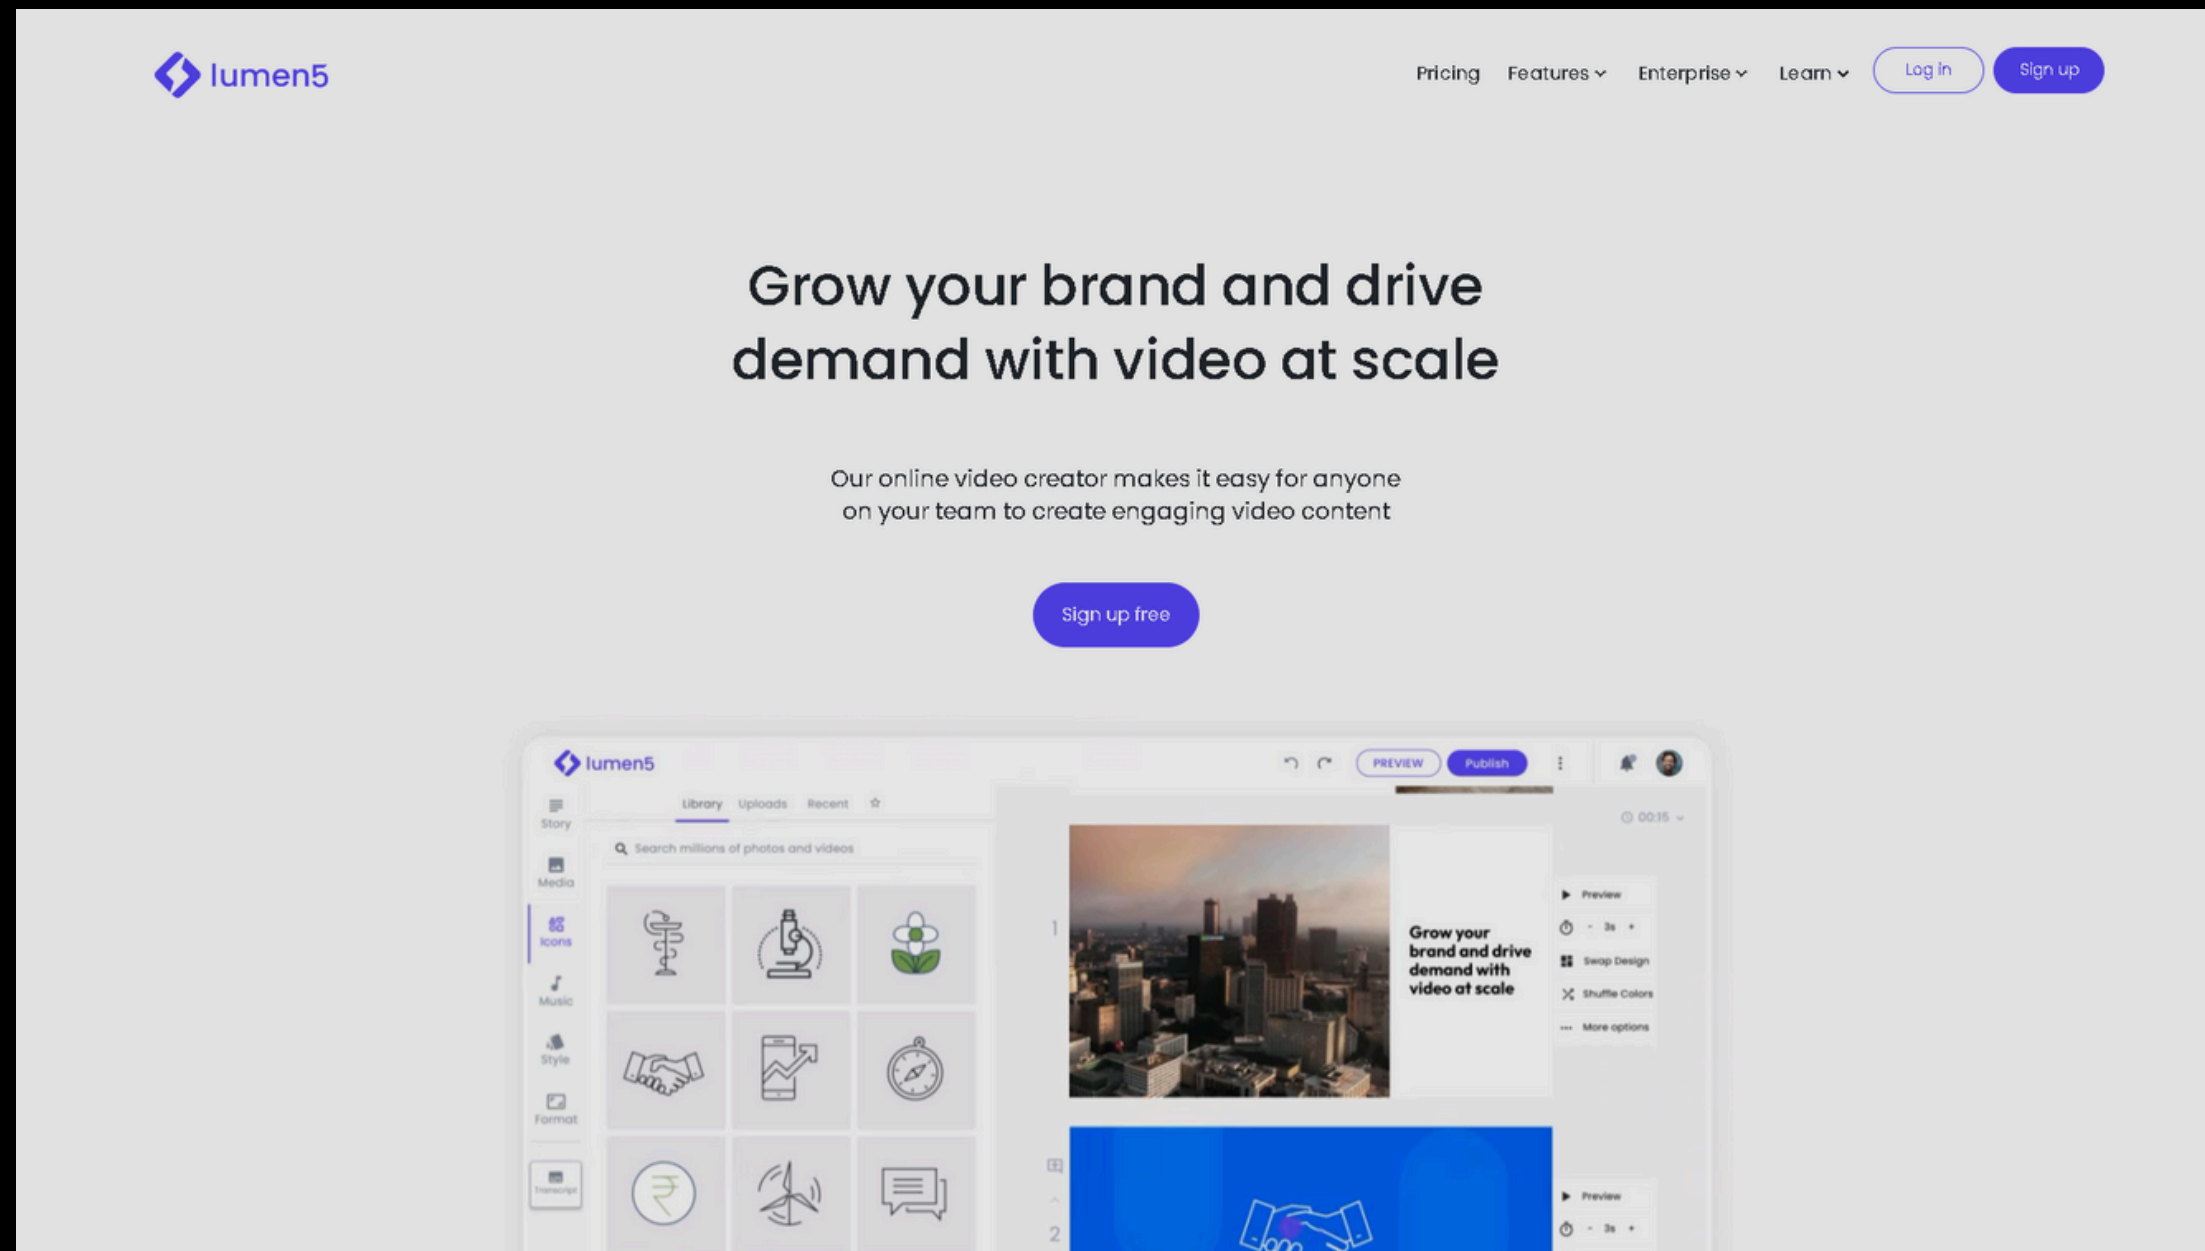 lumen5
Pricing Features Enterprise Learn Log in Sign up
Grow your brand and drive
demand with video at scale
Our online video creator makes it easy for anyone
on your team to create engaging video content
Sign up free
lumen5
PREVIEW Publish
Library Uploads Recent
00:15
Story
Search millions of photos and videos
Media
Icons
Music
Style
Format
Transcript
1
Grow your
brand and drive
demand with
video at scale
Preview
- 3s +
Swap Design
Shuffle Colors
More options
₹
2
Preview
- 3s +